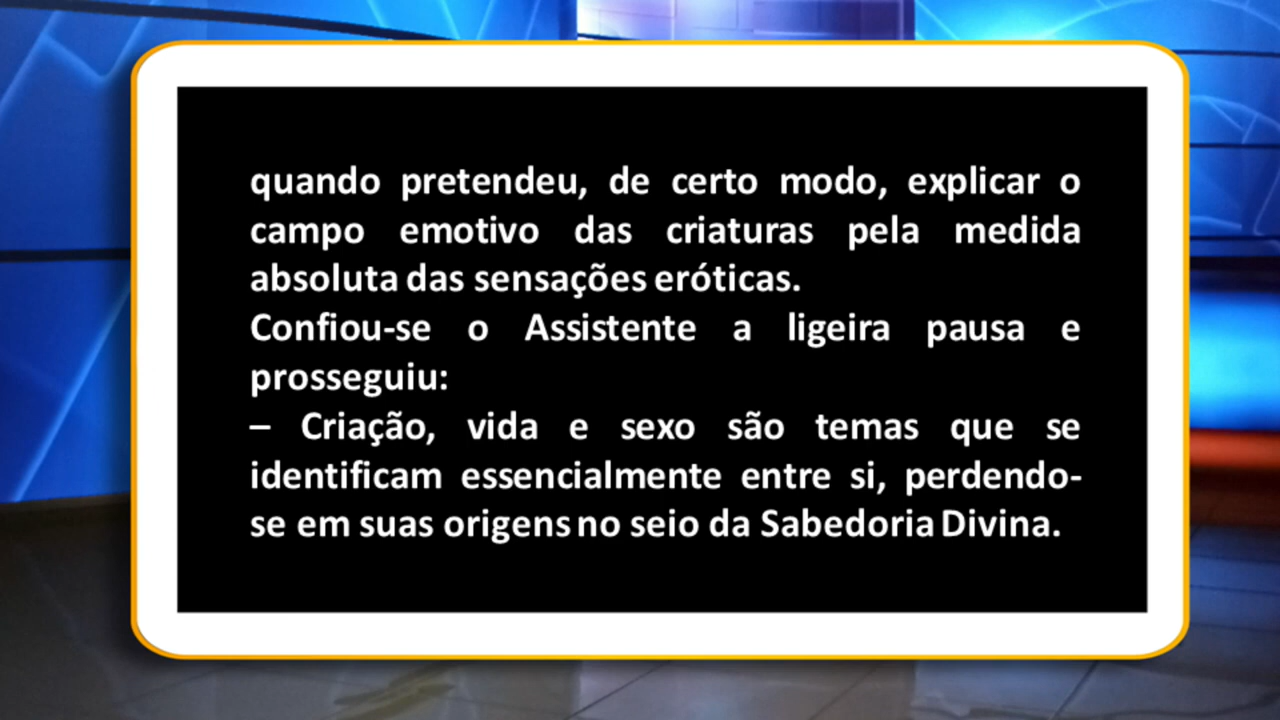 quando pretendeu, de certo modo, explicar o
campo emotivo das criaturas pela medida
absoluta das sensações eróticas.
Confiou-se o Assistente a ligeira pausa e
prosseguiu:
– Criação, vida e sexo são temas que se
identificam essencialmente entre si, perdendo-
se em suas origens no seio da Sabedoria Divina.